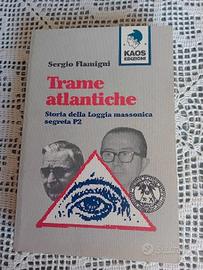 KAOS
EDIZIONI
Sergio Flamigni
Trame
atlantiche
Storia della Loggia massonica
segreta P2